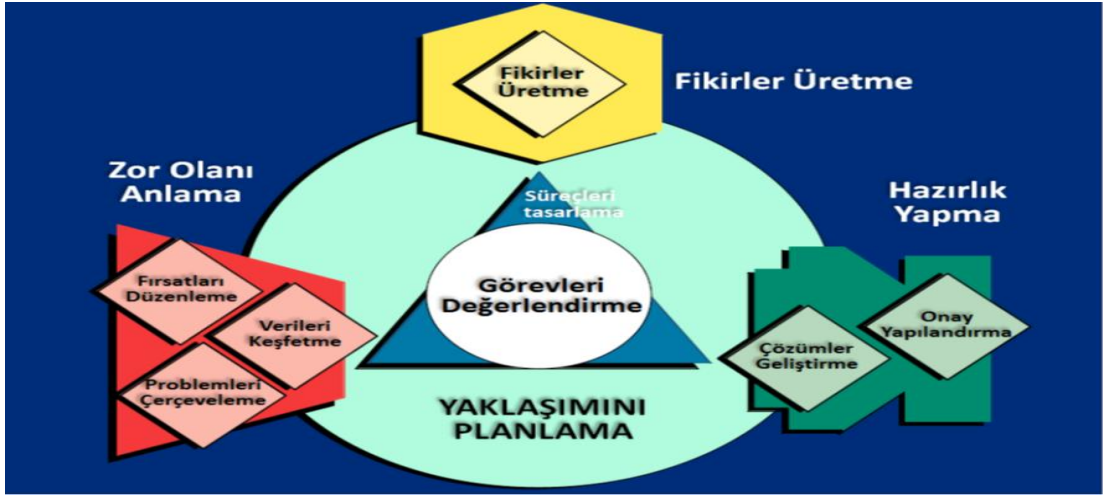 Fikirler
Üretme
Fikirler Üretme
Zor Olanı
Anlama
Süreçleri
tasarlama
Hazırlık
Yapma
Fırsatları
Düzenleme
Verileri
Keşfetme
Problemleri
Çerçeveleme
Görevleri
Değerlendirme
Onay
Yapılandırma
Çözümler
Geliştirme
YAKLAŞIMINI
PLANLAMA